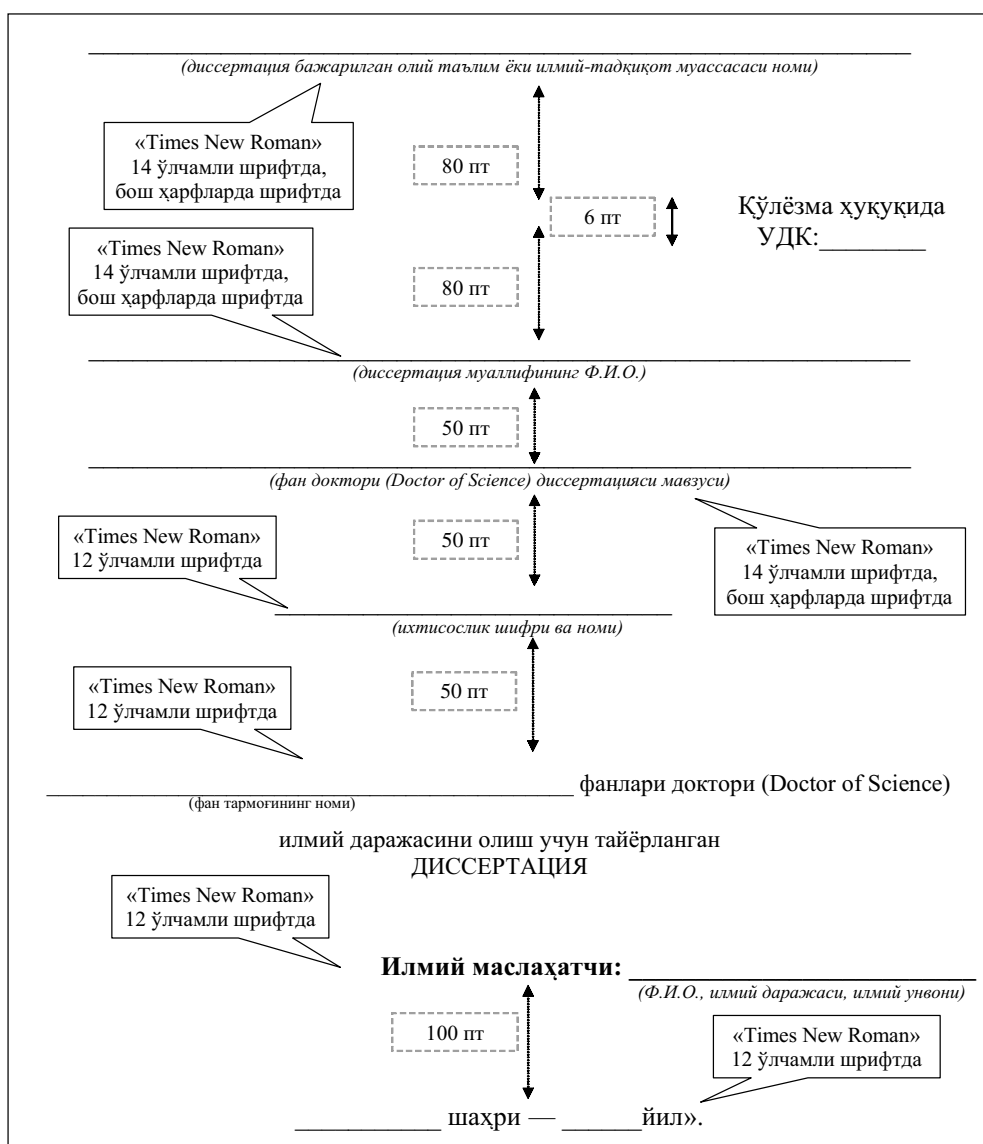 (диссертация бажарилган олий таълим ёки илмий-тадқиқот муассасаси номи)
«Times New Roman»
14 ўлчамли шрифтда,
бош ҳарфларда шрифтда
80 пт
6 пт
Қўлёзма ҳуқуқида
УДК:________
«Times New Roman»
14 ўлчамли шрифтда,
бош ҳарфларда шрифтда
80 пт
(диссертация муаллифининг Ф.И.О.)
50 пт
(фан доктори (Doctor of Science) диссертацияси мавзуси)
«Times New Roman»
12 ўлчамли шрифтда
50 пт
«Times New Roman»
14 ўлчамли шрифтда,
бош ҳарфларда шрифтда
(ихтисослик шифри ва номи)
«Times New Roman»
12 ўлчамли шрифтда
50 пт
фанлари доктори (Doctor of Science)
(фан тармоғининг номи)
илмий даражасини олиш учун тайёрланган
ДИССЕРТАЦИЯ
«Times New Roman»
12 ўлчамли шрифтда
Илмий маслаҳатчи:
(Ф.И.О., илмий даражаси, илмий унвони)
100 пт
«Times New Roman»
12 ўлчамли шрифтда
___________ шаҳри — ______йил».